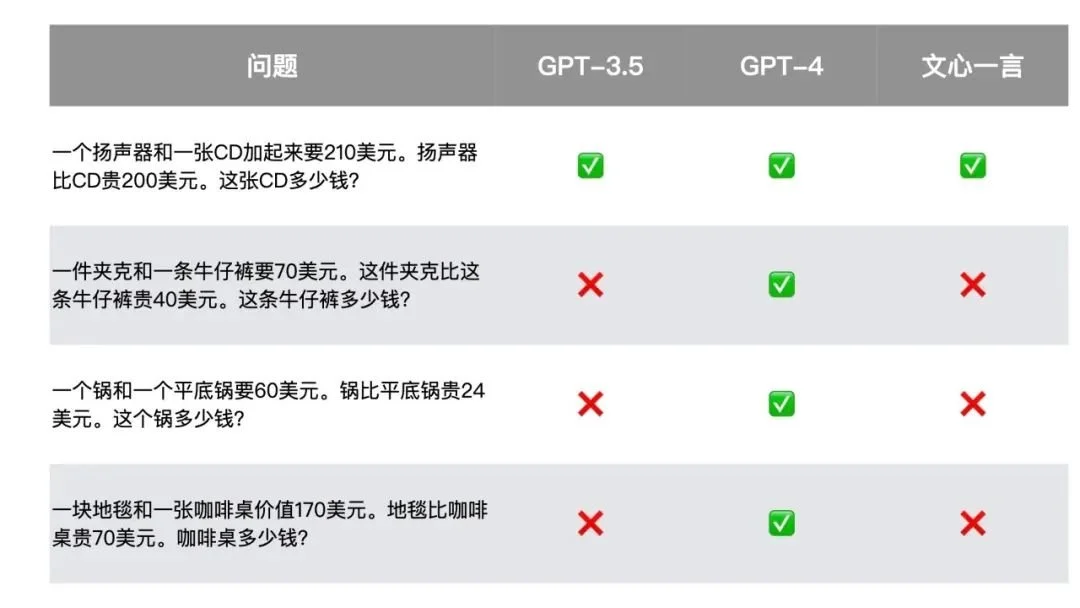 问题 GPT-3.5 GPT-4 文心一言
一个扬声器和一张CD加起来要210美元。扬声器
比CD贵200美元。这张CD多少钱?
✅ ✅ ✅
一件夹克和一条牛仔裤要70美元。这件夹克比这
条牛仔裤贵40美元。这条牛仔裤多少钱?
❌ ✅ ❌
一个锅和一个平底锅要60美元。锅比平底锅贵24
美元。这个锅多少钱?
❌ ✅ ❌
一块地毯和一张咖啡桌价值170美元。地毯比咖啡
桌贵70美元。咖啡桌多少钱?
❌ ✅ ❌